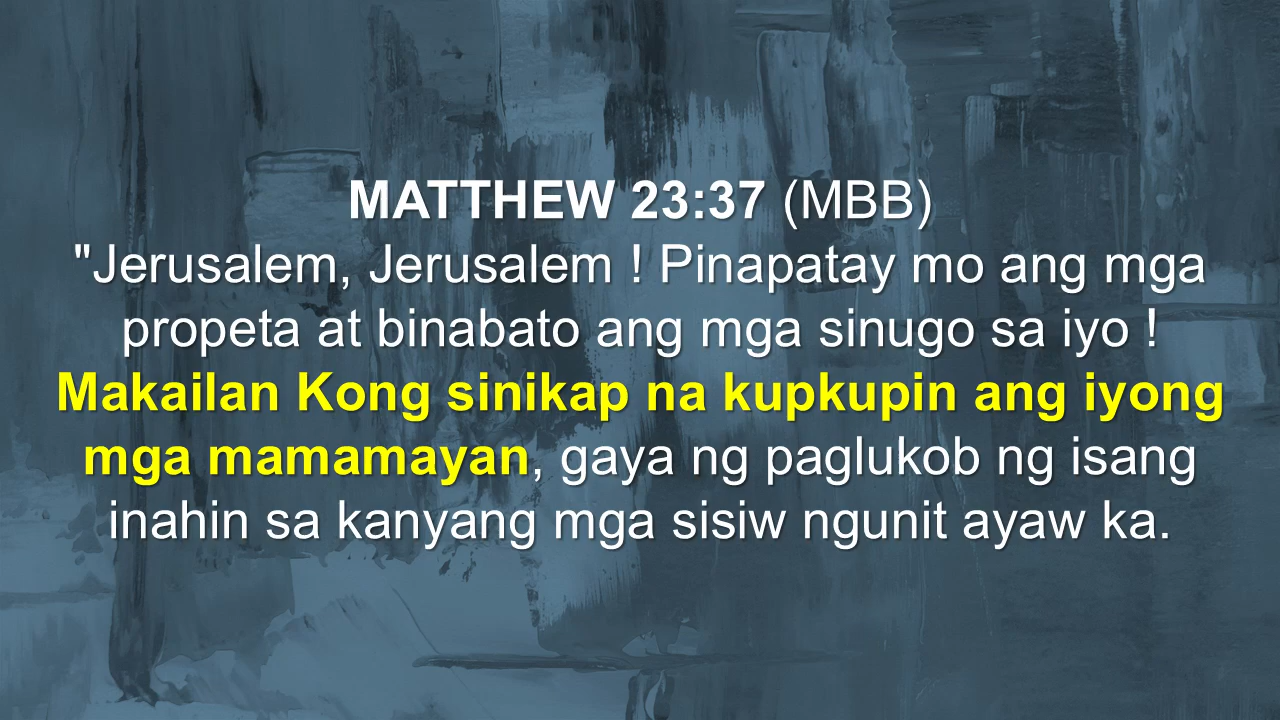 MATTHEW 23:37 (MBB)
"Jerusalem, Jerusalem ! Pinapatay mo ang mga
propeta at binabato ang mga sinugo sa iyo !
Makailan Kong sinikap na kupkupin ang iyong
mga mamamayan, gaya ng paglukob ng isang
inahin sa kanyang mga sisiw ngunit ayaw ka.